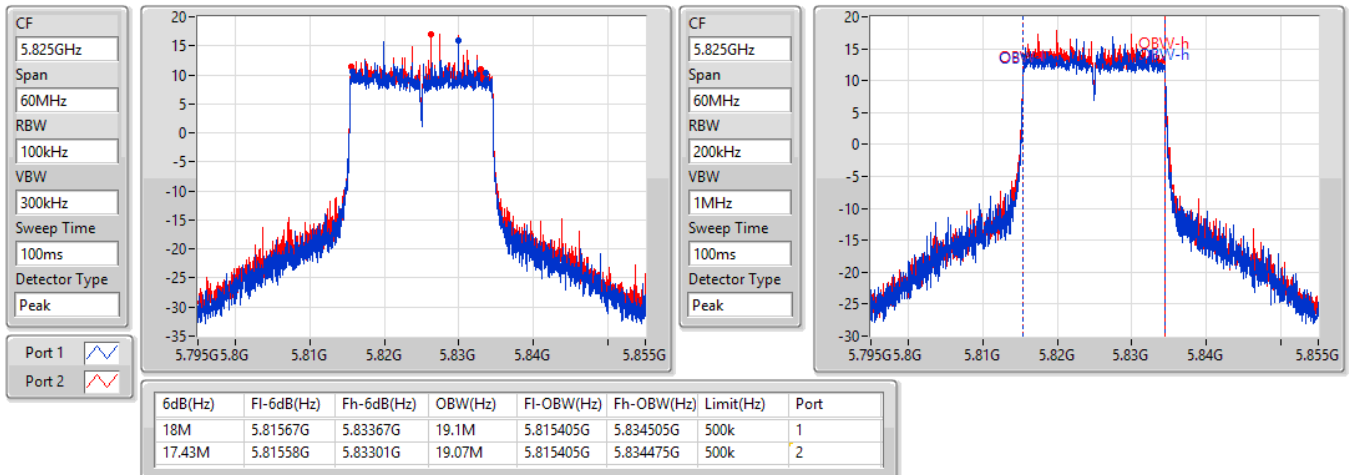 CF
5.825GHz
Span
60MHz
RBW
100kHz
VBW
300kHz
Sweep Time
100ms
Detector Type
Peak
20
15
10
5
0
-5
-10
-15
-20
-25
-30
-35
5.795G 5.8G 5.81G 5.82G 5.83G 5.84G 5.855G
CF
5.825GHz
Span
60MHz
RBW
200kHz
VBW
1MHz
Sweep Time
100ms
Detector Type
Peak
20
15
10
5
0
-5
-10
-15
-20
-25
-30
OBW-h
OBW-h
5.795G 5.8G 5.81G 5.82G 5.83G 5.84G 5.855G
Port 1
Port 2
6dB(Hz) Fl-6dB(Hz) Fh-6dB(Hz) OBW(Hz) Fl-OBW(Hz) Fh-OBW(Hz) Limit(Hz) Port
18M 5.81567G 5.83367G 19.1M 5.815405G 5.834505G 500k 1
17.43M 5.81558G 5.83301G 19.07M 5.815405G 5.834475G 500k 2